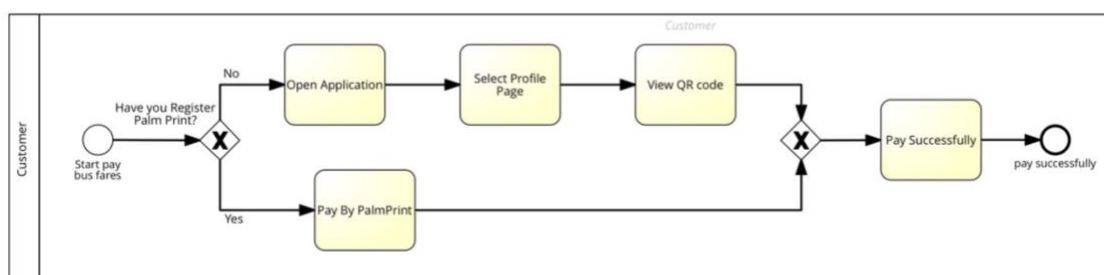 Customer
Customer
Have you Register
Palm Print?
No
Open Application
Select Profile
Page
View QR code
Start pay
bus fares
X
X
Pay Successfully
pay successfully
Yes
Pay By PalmPrint